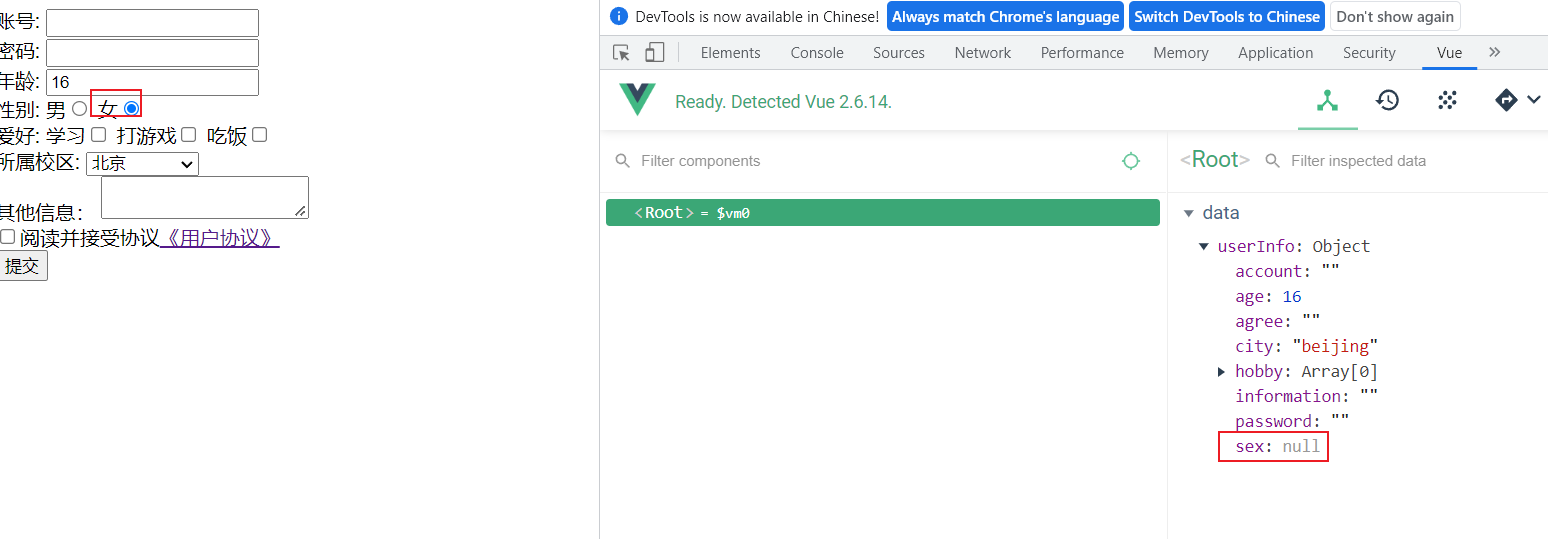 账号:
密码:
年龄: 16
性别: 男 女
爱好: 学习 打游戏 吃饭
所属校区: 北京
其他信息：
阅读并接受协议《用户协议》
提交
DevTools is now available in Chinese! Always match Chrome's language Switch DevTools to Chinese Don't show again
Elements Console Sources Network Performance Memory Application Security Vue »
Ready. Detected Vue 2.6.14.
Filter components
<Root> = $vm0
<Root> Filter inspected data
data
userInfo: Object
account: ""
age: 16
agree: ""
city: "beijing"
hobby: Array[0]
information: ""
password: ""
sex: null